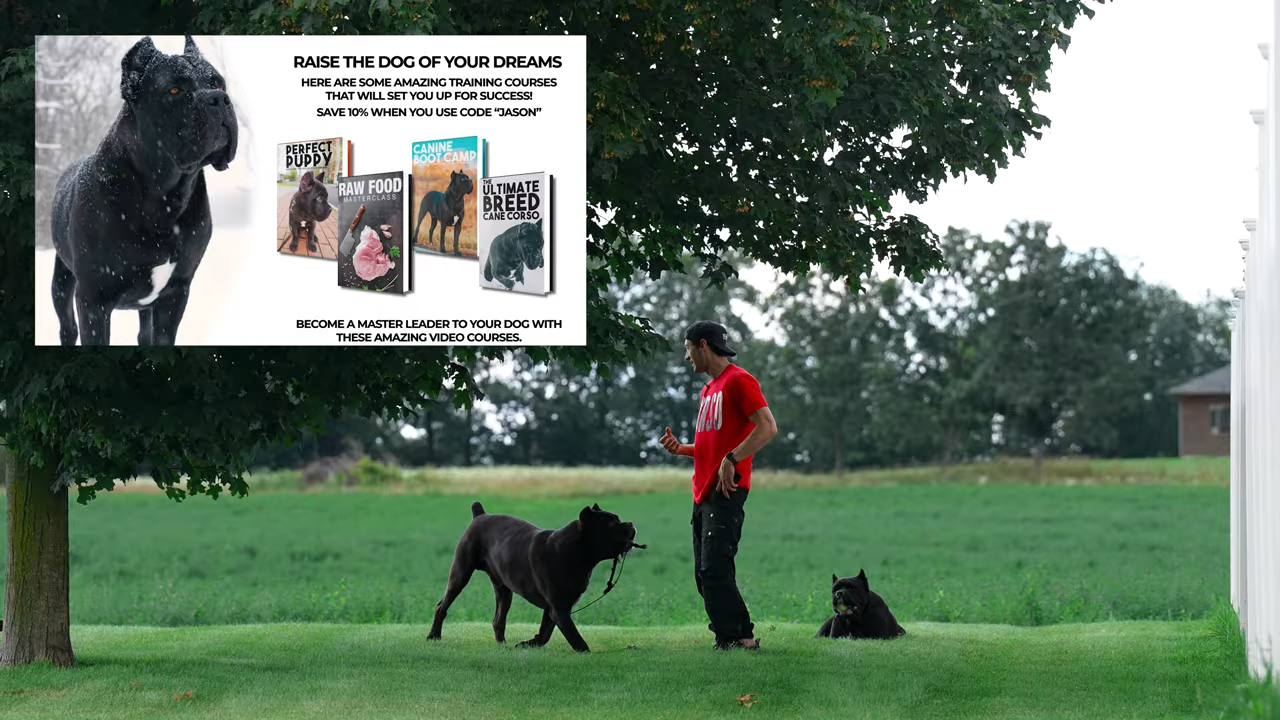 RAISE THE DOG OF YOUR DREAMS
HERE ARE SOME AMAZING TRAINING COURSES
THAT WILL SET YOU UP FOR SUCCESS!
SAVE 10% WHEN YOU USE CODE “JASON”
PERFECT
PUPPY
CANINE
BOOT CAMP
RAW FOOD
MASTERCLASS
THE
ULTIMATE
BREED
CANE CORSO
BECOME A MASTER LEADER TO YOUR DOG WITH
THESE AMAZING VIDEO COURSES.